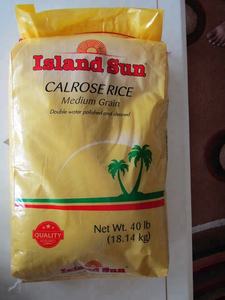 Island Sun
CALROSE RICE
Medium Grain
Double water polished and cleaned
Net Wt. 40 lb
(18.14 kg)
QUALITY
Island Sun